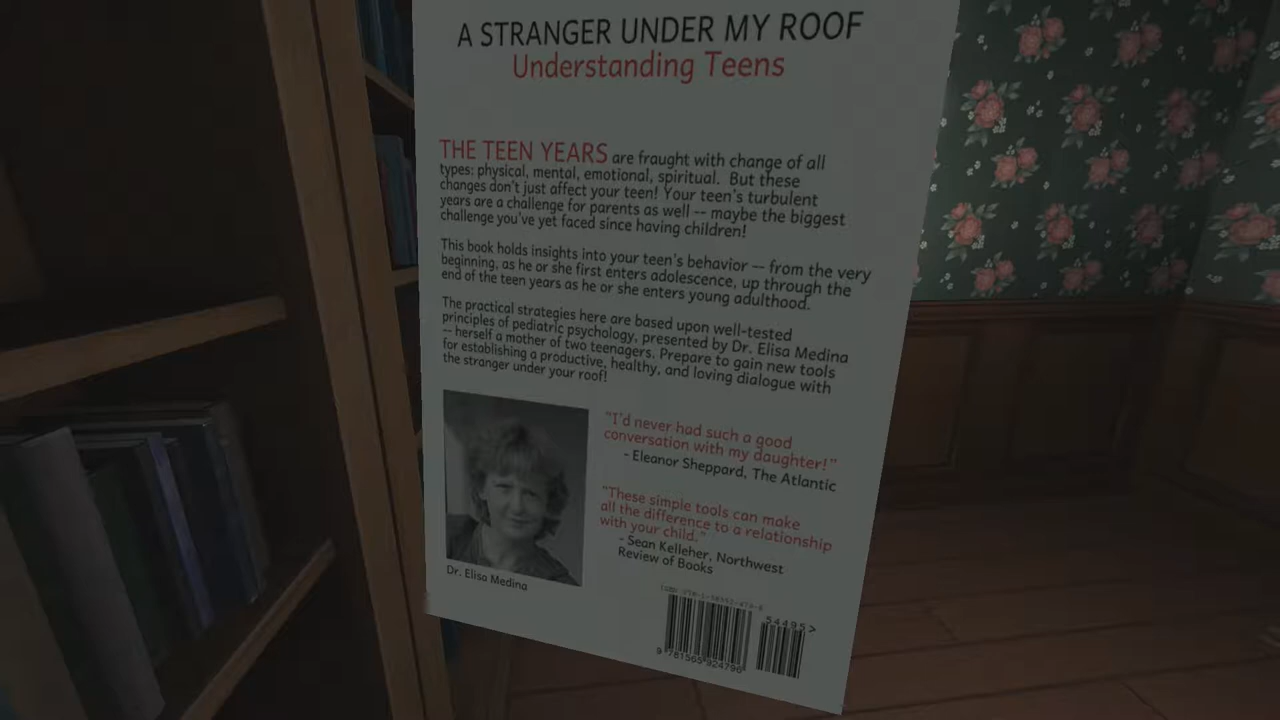 A STRANGER UNDER MY ROOF
Understanding Teens
THE TEEN YEARS are fraught with change of all
types: physical, mental, emotional, spiritual. But these
changes don't just affect your teen! Your teen's turbulent
years are a challenge for parents as well -- maybe the biggest
challenge you've yet faced since having children!
This book holds insights into your teen's behavior -- from the very
beginning, as he or she first enters adolescence, up through the
end of the teen years as he or she enters young adulthood.
The practical strategies here are based upon well-tested
principles of pediatric psychology, presented by Dr. Elisa Medina
-- herself a mother of two teenagers. Prepare to gain new tools
for establishing a productive, healthy, and loving dialogue with
the stranger under your roof!
"I'd never had such a good
conversation with my daughter!"
- Eleanor Sheppard, The Atlantic
"These simple tools can make
all the difference to a relationship
with your child."
- Sean Kelleher, Northwest
Review of Books
Dr. Elisa Medina
54495>
9 781565 924796